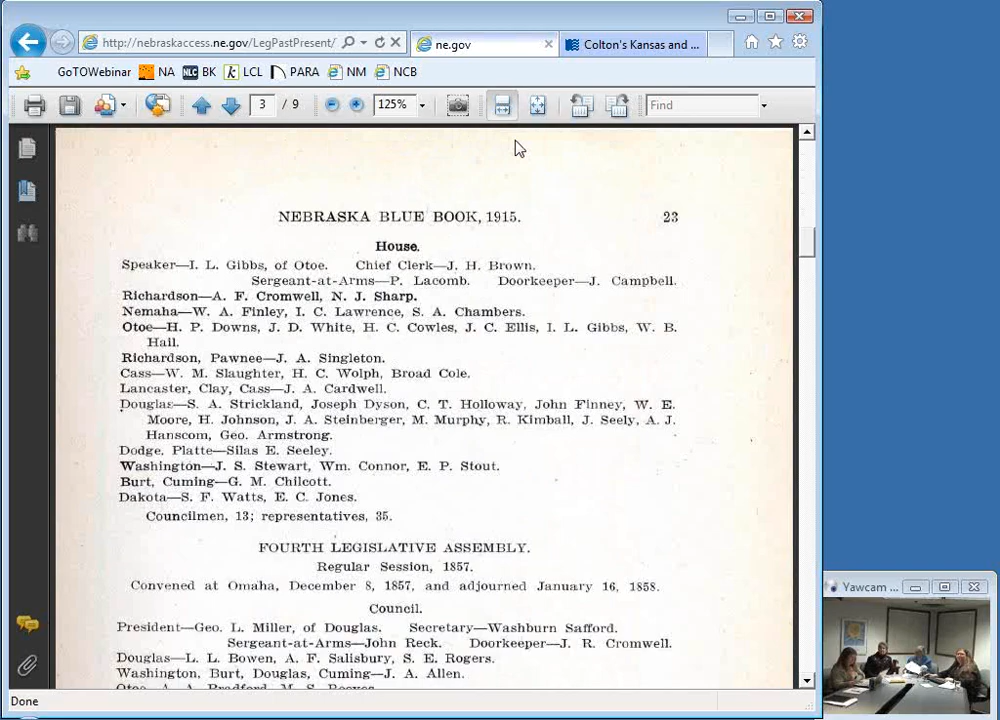 http://nebraskaccess.ne.gov/LegPastPresent/
ne.gov
Colton's Kansas and ...
GoTOWebinar NA NLC BK k LCL PARA NM NCB
3 / 9 125% Find
NEBRASKA BLUE BOOK, 1915. 23
House.
Speaker—I. L. Gibbs, of Otoe. Chief Clerk—J. H. Brown.
Sergeant-at-Arms—P. Lacomb. Doorkeeper—J. Campbell.
Richardson—A. F. Cromwell, N. J. Sharp.
Nemaha—W. A. Finley, I. C. Lawrence, S. A. Chambers.
Otoe—H. P. Downs, J. D. White, H. C. Cowles, J. C. Ellis, I. L. Gibbs, W. B.
Hail.
Richardson, Pawnee—J. A. Singleton.
Cass—W. M. Slaughter, H. C. Wolph, Broad Cole.
Lancaster, Clay, Cass—J. A. Cardwell.
Douglas—S. A. Strickland, Joseph Dyson, C. T. Holloway, John Finney, W. E.
Moore, H. Johnson, J. A. Steinberger, M. Murphy, R. Kimball, J. Seely, A. J.
Hanscom, Geo. Armstrong.
Dodge, Platte—Silas E. Seeley.
Washington—J. S. Stewart, Wm. Connor, E. P. Stout.
Burt, Cuming—G. M. Chilcott.
Dakota—S. F. Watts, E. C. Jones.
Councilmen, 13; representatives, 35.
FOURTH LEGISLATIVE ASSEMBLY.
Regular Session, 1857.
Convened at Omaha, December 8, 1857, and adjourned January 16, 1858.
Council.
President—Geo. L. Miller, of Douglas. Secretary—Washburn Safford.
Sergeant-at-Arms—John Reck. Doorkeeper—J. R. Cromwell.
Douglas—L. L. Bowen, A. F. Salisbury, S. E. Rogers.
Washington, Burt, Douglas, Cuming—J. A. Allen.
Otoe—A. A. Bradford, M. S. Reeves.
Done
Yawcam ...